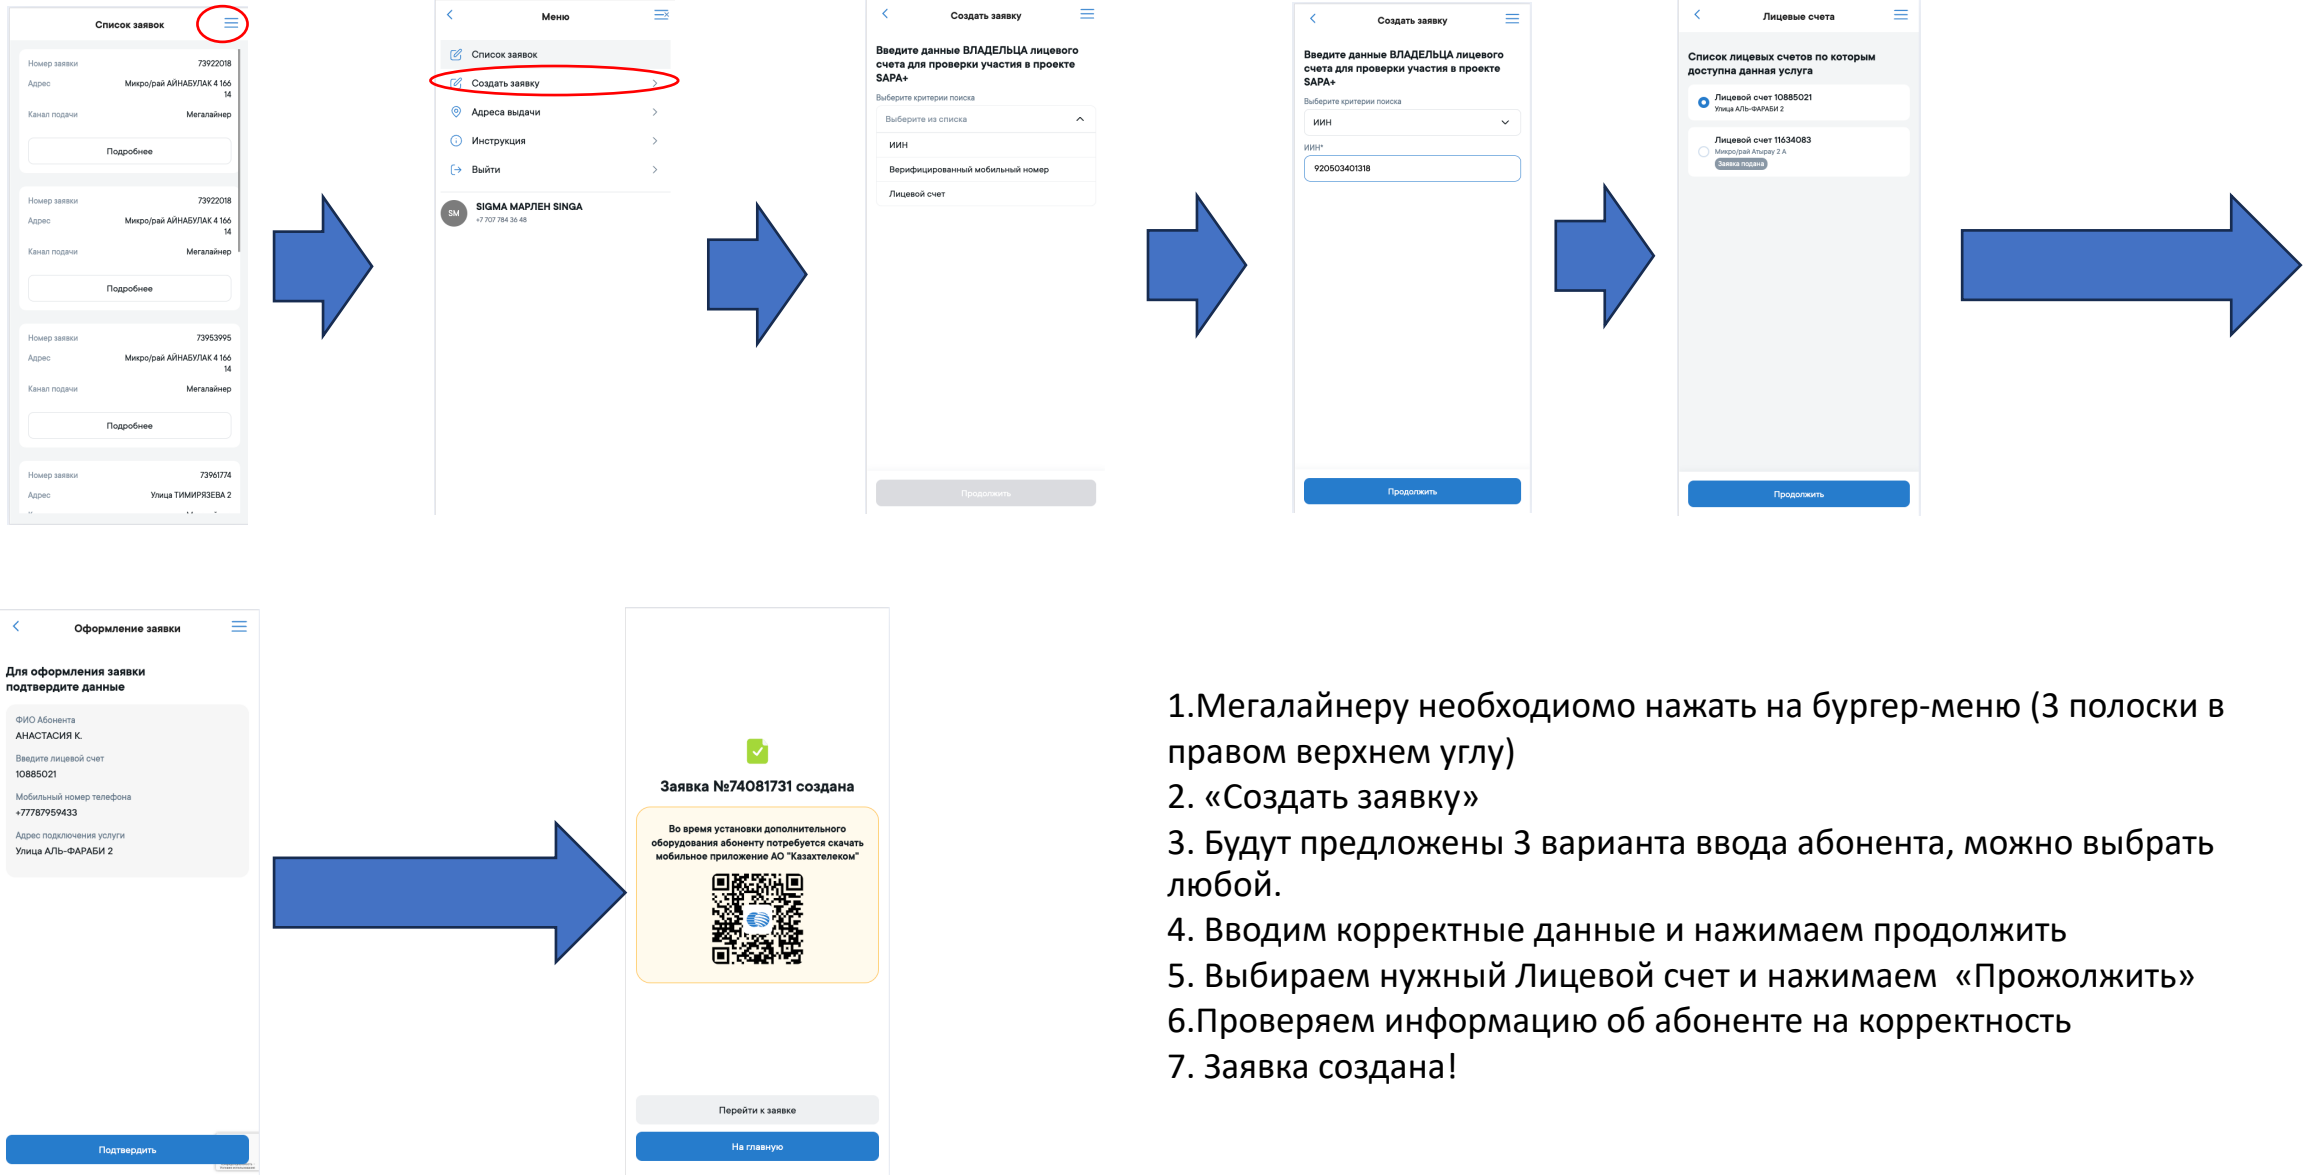 Список заявок
Номер заявки 73922018
Адрес Микро/рай АЙНАБУЛАК 4 166
14
Канал подачи Мегалайнер
Подробнее
Номер заявки 73922018
Адрес Микро/рай АЙНАБУЛАК 4 166
14
Канал подачи Мегалайнер
Подробнее
Номер заявки 73953995
Адрес Микро/рай АЙНАБУЛАК 4 166
14
Канал подачи Мегалайнер
Подробнее
Номер заявки 73961774
Адрес Улица ТИМИРЯЗЕВА 2
Меню
Список заявок
Создать заявку
Адреса выдачи
Инструкция
Выйти
SM
SIGMA МАРЛЕН SINGA
+7 707 784 36 48
Создать заявку
Введите данные ВЛАДЕЛЬЦА лицевого
счета для проверки участия в проекте
SAPA+
Выберите критерии поиска
Выберите из списка
ИИН
Верифицированный мобильный номер
Лицевой счет
Продолжить
Создать заявку
Введите данные ВЛАДЕЛЬЦА лицевого
счета для проверки участия в проекте
SAPA+
Выберите критерии поиска
ИИН
ИИН*
920503401318
Продолжить
Лицевые счета
Список лицевых счетов по которым
доступна данная услуга
Лицевой счет 10885021
Улица АЛЬ-ФАРАБИ 2
Лицевой счет 11634083
Микро/рай Атырау 2 А
Заявка подана
Продолжить
Оформление заявки
Для оформления заявки
подтвердите данные
ФИО Абонента
АНАСТАСИЯ К.
Введите лицевой счет
10885021
Мобильный номер телефона
+77787959433
Адрес подключения услуги
Улица АЛЬ-ФАРАБИ 2
Подтвердить
Заявка №74081731 создана
Во время установки дополнительного
оборудования абоненту потребуется скачать
мобильное приложение АО "Казахтелеком"
Перейти к заявке
На главную
1.Мегалайнеру необходиомо нажать на бургер-меню (3 полоски в
правом верхнем углу)
2. «Создать заявку»
3. Будут предложены 3 варианта ввода абонента, можно выбрать
любой.
4. Вводим корректные данные и нажимаем продолжить
5. Выбираем нужный Лицевой счет и нажимаем  «Прожолжить»
6.Проверяем информацию об абоненте на корректность
7. Заявка создана!